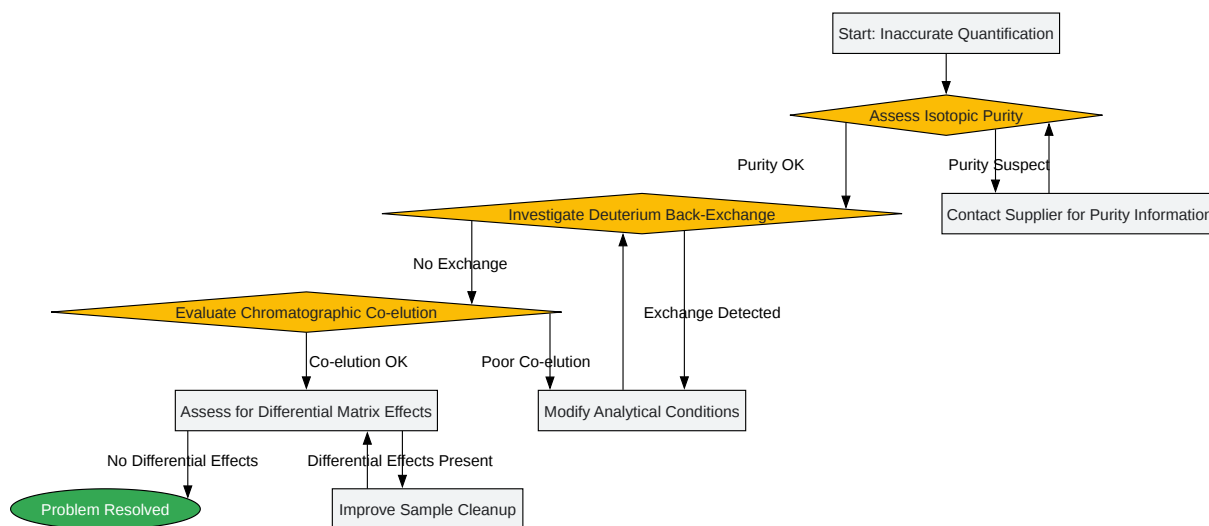 Start: Inaccurate Quantification
Assess Isotopic Purity
Purity OK
Purity Suspect
Investigate Deuterium Back-Exchange
Contact Supplier for Purity Information
No Exchange
Exchange Detected
Evaluate Chromatographic Co-elution
Co-elution OK
Poor Co-elution
Assess for Differential Matrix Effects
Modify Analytical Conditions
No Differential Effects
Differential Effects Present
Problem Resolved
Improve Sample Cleanup